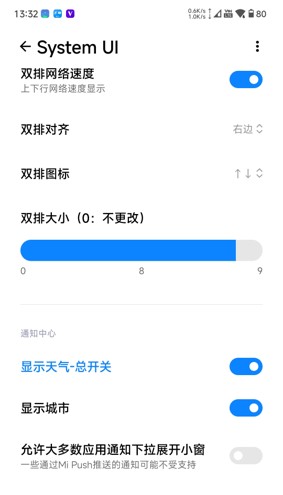 13:32
0.6K/s
1.0K/s
80
System UI
双排网络速度
上下行网络速度显示
双排对齐
右边
双排图标
↑↓
双排大小（0：不更改）
0 8 9
通知中心
显示天气-总开关
显示城市
允许大多数应用通知下拉展开小窗
一些通过Mi Push推送的通知可能不受支持